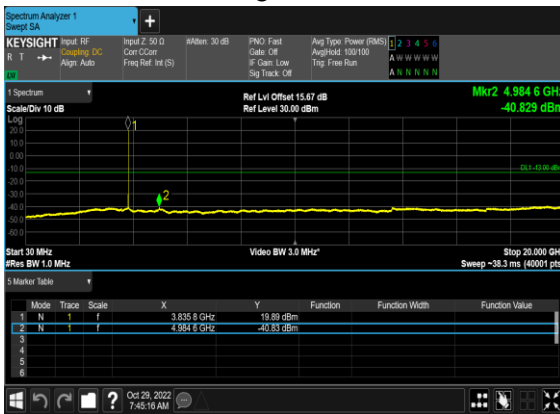 Spectrum Analyzer 1
Swept SA
KEYSIGHT Input: RF Input Z: 50 Ω #Atten: 30 dB PNO: Fast Avg Type: Power (RMS) 1 2 3 4 5 6
R T Coupling: DC Corr CCorr Gate: Off Avg|Hold: 100/100 A W W W W W
Align: Auto Freq Ref: Int (S) IF Gain: Low Trig: Free Run
Sig Track: Off A N N N N N
LV
1 Spectrum Ref Lvl Offset 15.67 dB Mkr2 4.984 6 GHz
Scale/Div 10 dB Ref Level 30.00 dBm -40.829 dBm
Log
20.0 1
10.0
0.00
-10.0 DL1 -13.00 dBm
-20.0
-30.0 2
-40.0
-50.0
-60.0
Start 30 MHz Video BW 3.0 MHz* Stop 20.000 GH
#Res BW 1.0 MHz Sweep ~38.3 ms (40001 pts
5 Marker Table
Mode Trace Scale X Y Function Function Width Function Value
1 N 1 f 3.835 8 GHz 19.89 dBm
2 N 1 f 4.984 6 GHz -40.83 dBm
3
4
5
6
? Oct 29, 2022
7:45:16 AM